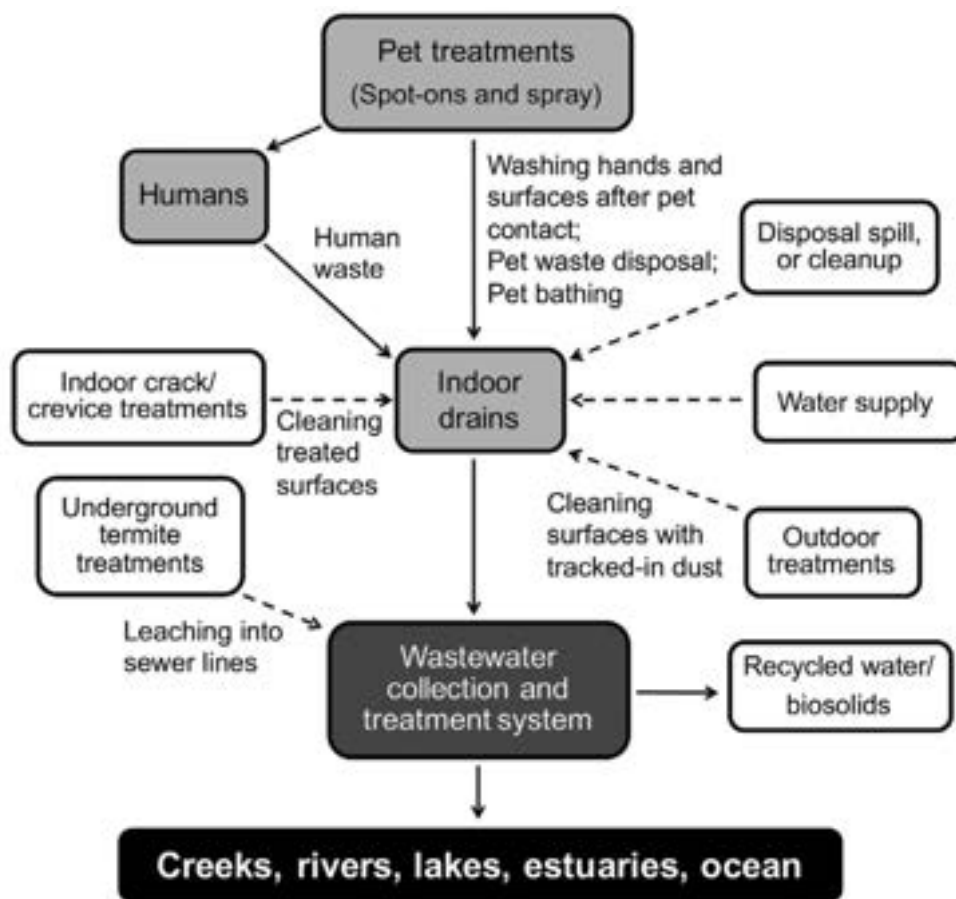 Pet treatments
(Spot-ons and spray)
Humans
Washing hands and
surfaces after pet
contact;
Pet waste disposal;
Pet bathing
Human
waste
Disposal spill,
or cleanup
Indoor crack/
crevice treatments
Indoor
drains
Water supply
Cleaning
treated
surfaces
Underground
termite
treatments
Cleaning
surfaces with
tracked-in dust
Outdoor
treatments
Leaching into
sewer lines
Wastewater
collection and
treatment system
Recycled water/
biosolids
Creeks, rivers, lakes, estuaries, ocean